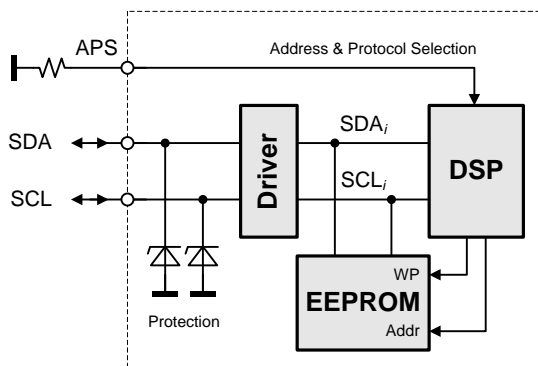 APS
Address & Protocol Selection
SDA
Driver
SDAi
DSP
SCL
SCLi
WP
EEPROM
Addr
Protection